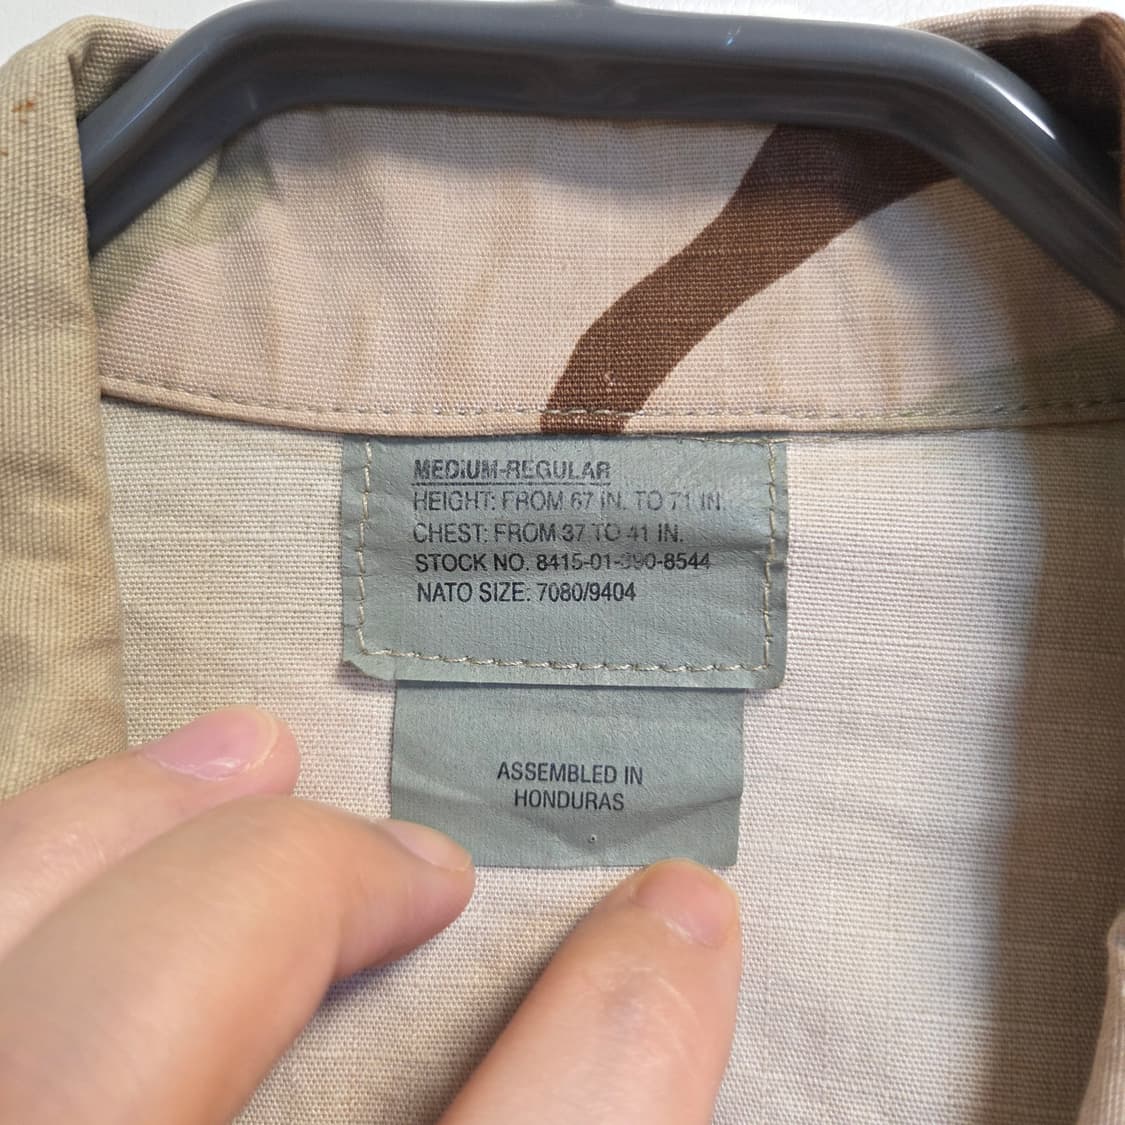 MEDIUM-REGULAR
HEIGHT: FROM 67 IN. TO 71 IN.
CHEST: FROM 37 TO 41 IN.
STOCK NO. 8415-01-390-8544
NATO SIZE: 7080/9404
ASSEMBLED IN
HONDURAS